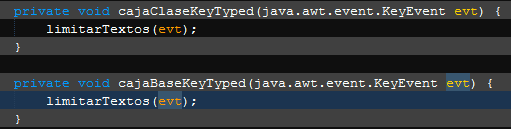 private void cajaClaseKeyTyped(java.awt.event.KeyEvent evt) {
limitarTextos(evt);
}
private void cajaBaseKeyTyped(java.awt.event.KeyEvent evt) {
limitarTextos(evt);
}